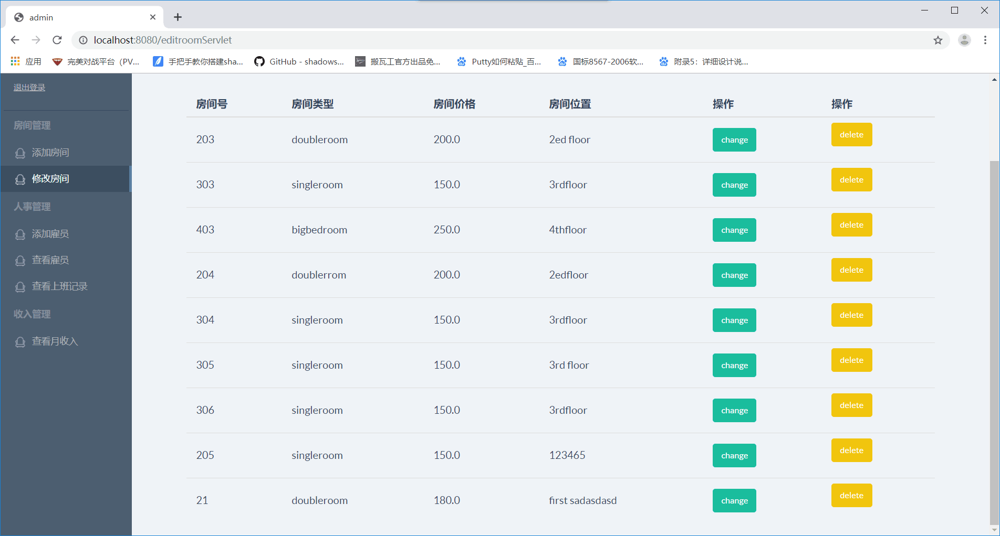 admin
localhost:8080/editroomServlet
应用 完美对战平台（PV... 手把手教你搭建sha... GitHub - shadows... 搬瓦工官方出品免... Putty如何粘贴_百... 国标8567-2006软... 附录5：详细设计说...
退出登录
房间管理
添加房间
修改房间
人事管理
添加雇员
查看雇员
查看上班记录
收入管理
查看月收入
房间号 房间类型 房间价格 房间位置 操作 操作
203 doubleroom 200.0 2ed floor change delete
303 singleroom 150.0 3rdfloor change delete
403 bigbedroom 250.0 4thfloor change delete
204 doublerrom 200.0 2edfloor change delete
304 singleroom 150.0 3rdfloor change delete
305 singleroom 150.0 3rd floor change delete
306 singleroom 150.0 3rdfloor change delete
205 singleroom 150.0 123465 change delete
21 doubleroom 180.0 first sadasdasd change delete